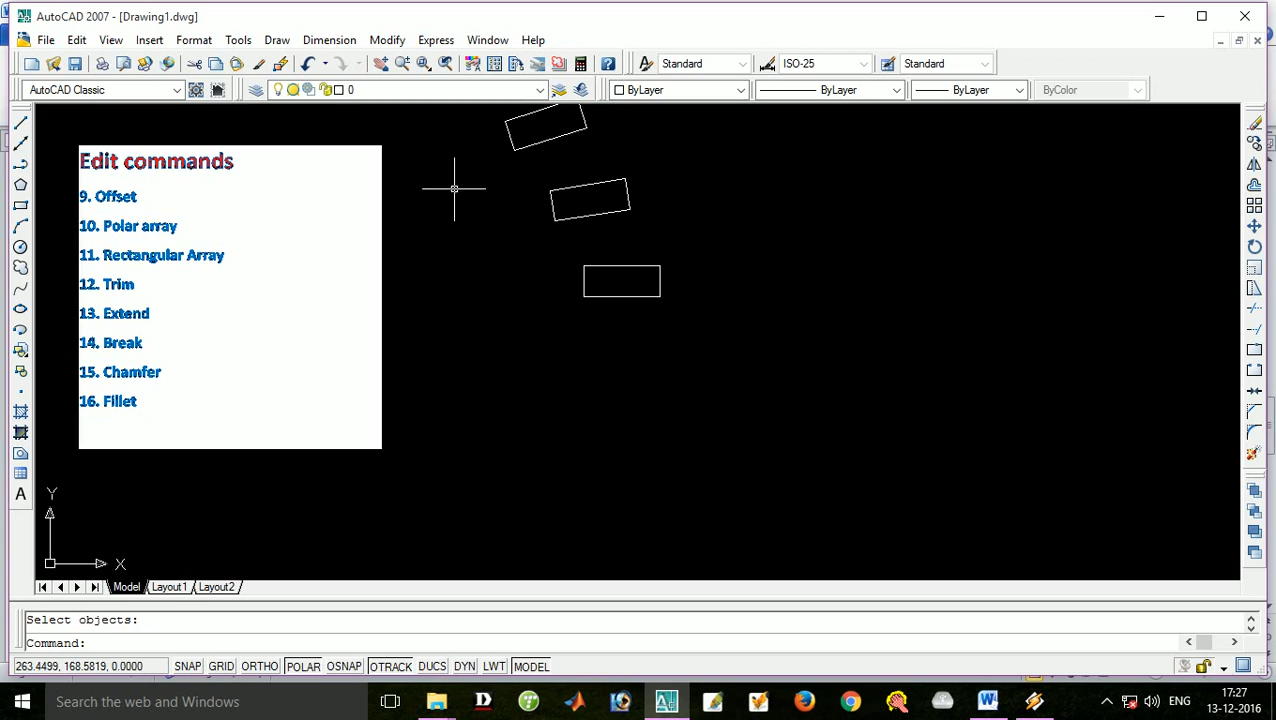 AutoCAD 2007 - [Drawing1.dwg]
File Edit View Insert Format Tools Draw Dimension Modify Express Window Help
Standard ISO-25 Standard
AutoCAD Classic 0 ByLayer ByLayer ByLayer ByColor
Edit commands
9. Offset
10. Polar array
11. Rectangular Array
12. Trim
13. Extend
14. Break
15. Chamfer
16. Fillet
A
Y
X
Model Layout1 Layout2
Select objects:
Command:
263.4499, 168.5819, 0.0000 SNAP GRID ORTHO POLAR OSNAP OTRACK DUCS DYN LWT MODEL
Search the web and Windows
ENG
17:27
13-12-2016